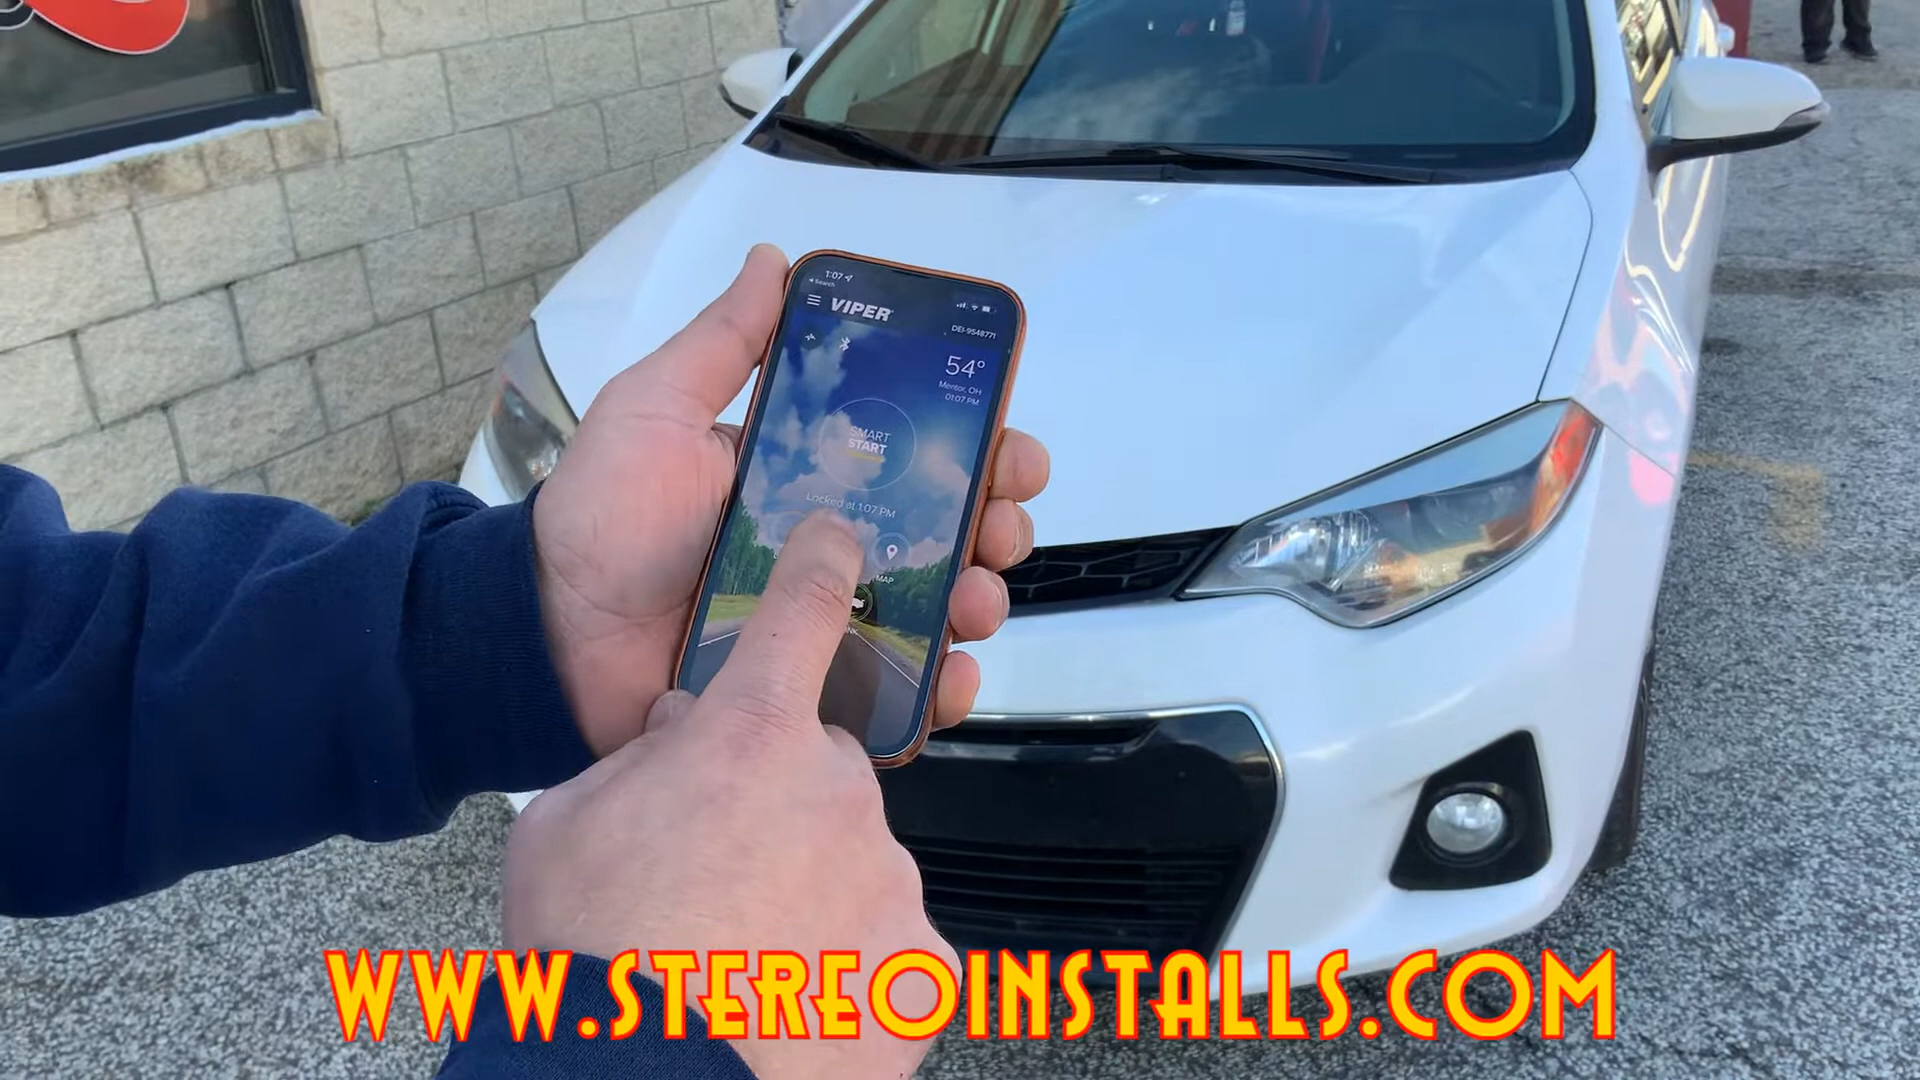 1:07
Search
VIPER
DEI-9548771
54°
Mentor, OH
01:07 PM
SMART
START
Locked at 1:07 PM
MAP
WWW.STEREOINSTALLS.COM